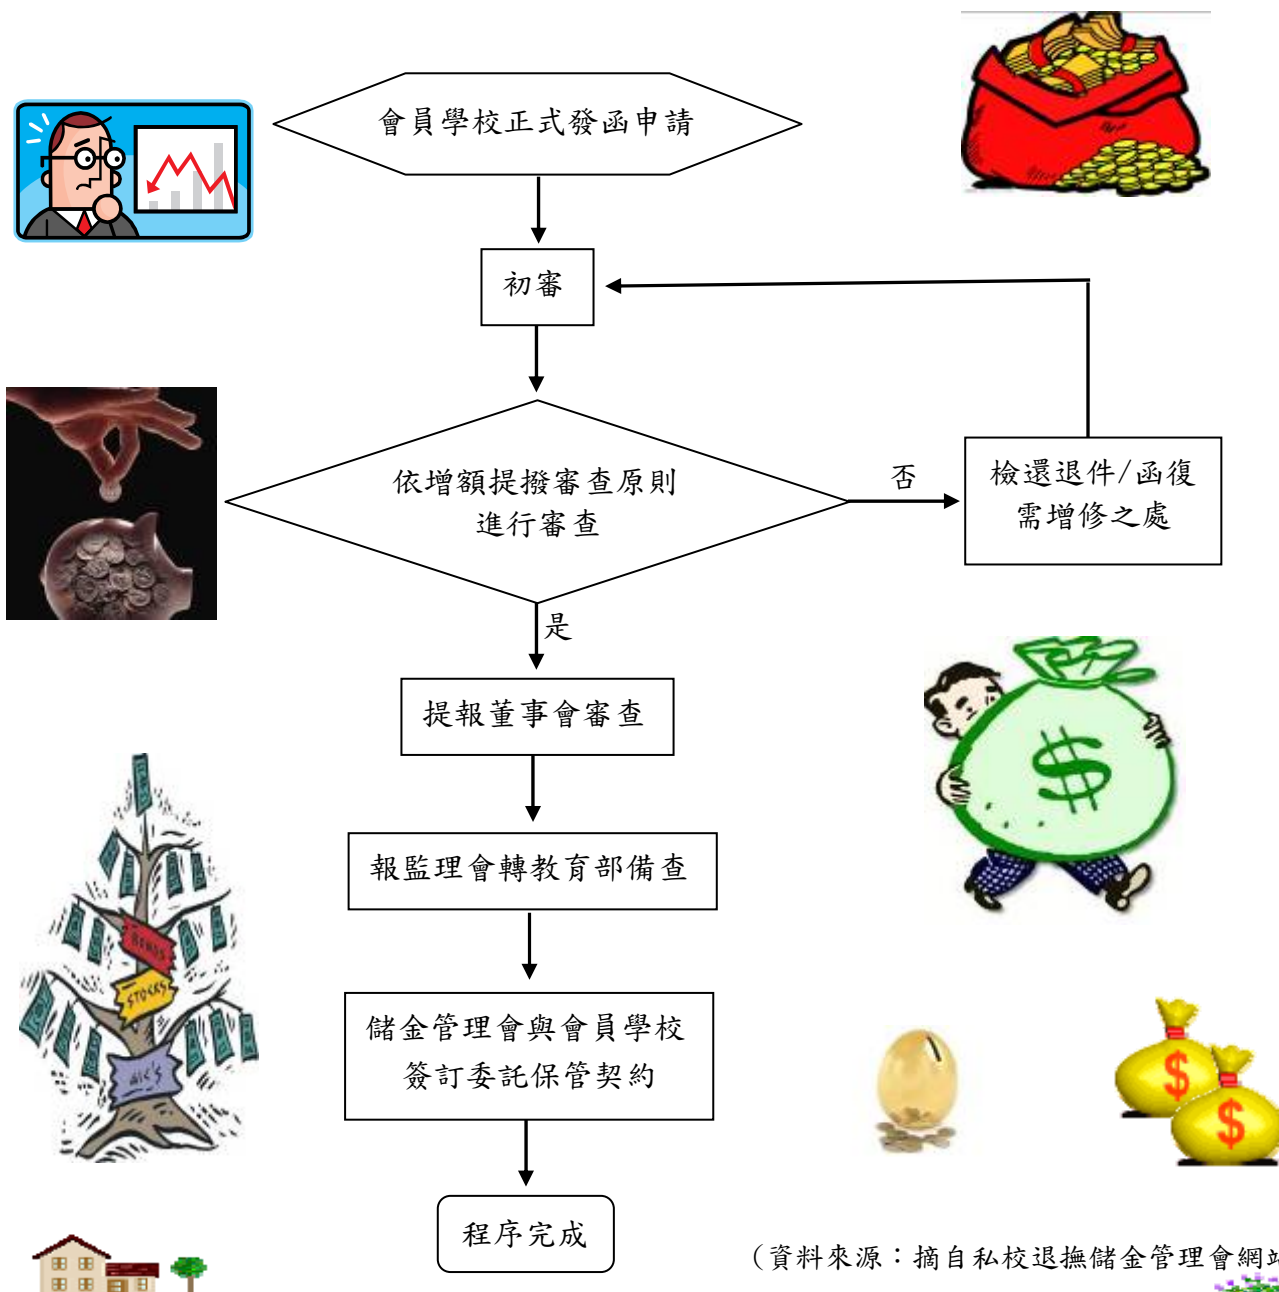 會員學校正式發函申請
初審
依增額提撥審查原則
進行審查
否
檢還退件/函復
需增修之處
是
提報董事會審查
報監理會轉教育部備查
儲金管理會與會員學校
簽訂委託保管契約
程序完成
BONDS
STOCKS
$
$
$
（資料來源：摘自私校退撫儲金管理會網站